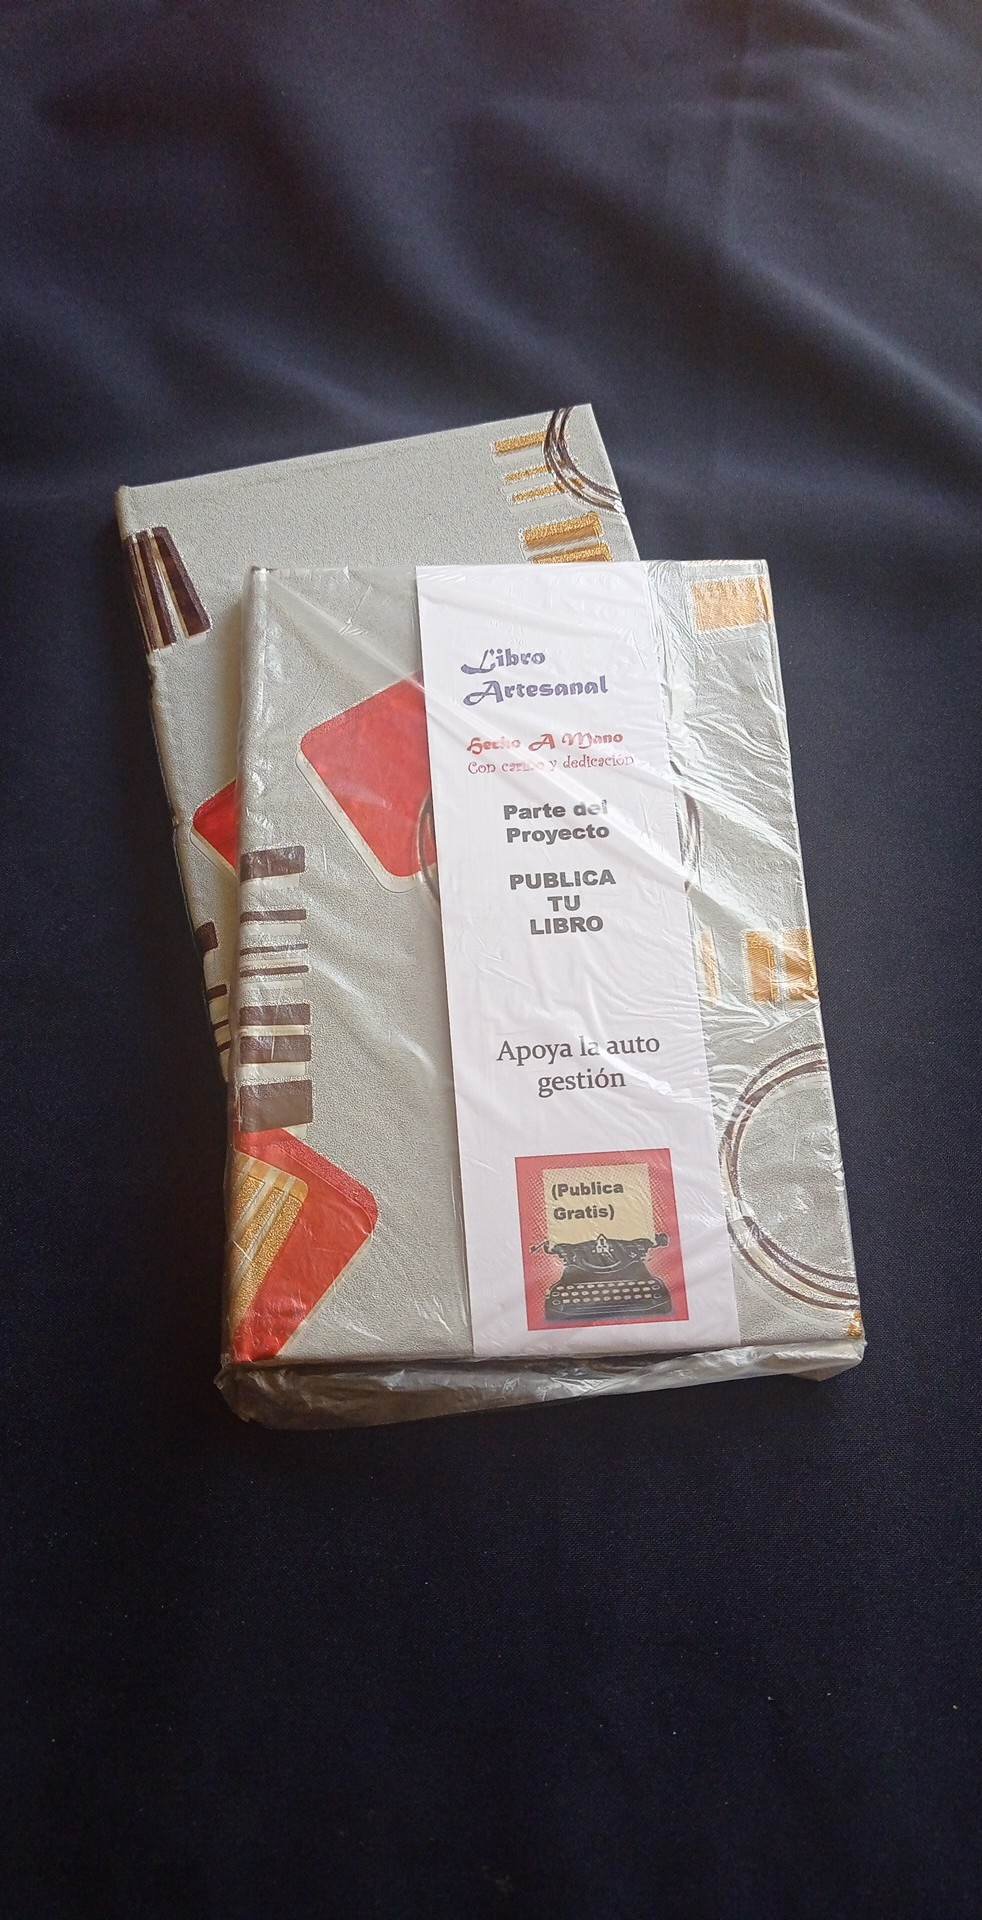 Libro
Artesanal
Hecho A Mano
Con cariño y dedicación
Parte del
Proyecto
PUBLICA
TU
LIBRO
Apoya la auto
gestión
(Publica
Gratis)